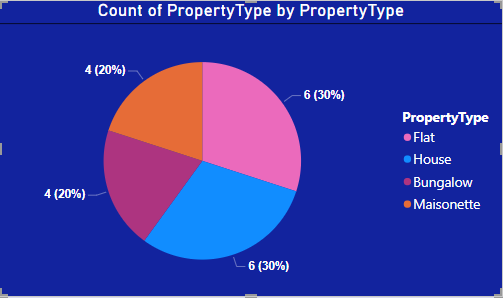 Count of PropertyType by PropertyType
4 (20%)
6 (30%)
4 (20%)
6 (30%)
PropertyType
Flat
House
Bungalow
Maisonette